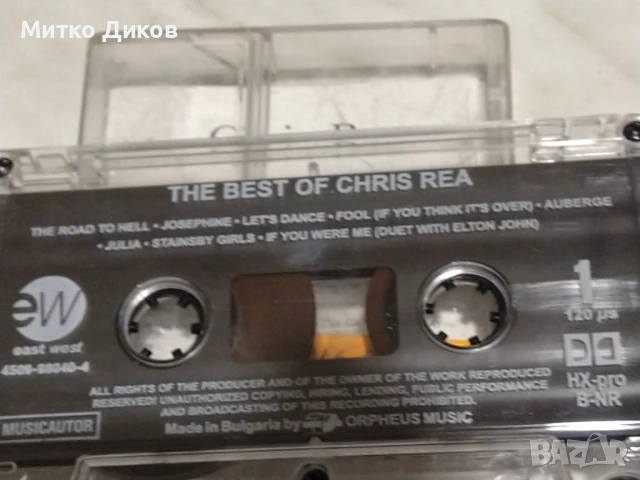 Митко Диков
THE BEST OF CHRIS REA
THE ROAD TO HELL • JOSEPHINE • LET'S DANCE • FOOL (IF YOU THINK IT'S OVER) • AUBERGE
• JULIA • STAINSBY GIRLS • IF YOU WERE ME (DUET WITH ELTON JOHN)
ew
east west
1
120 µs
HX-pro
B-NR
ALL RIGHTS OF THE PRODUCER AND OF THE OWNER OF THE WORK REPRODUCED
RESERVED! UNAUTHORIZED COPYING, HIRING, LENDING, PUBLIC PERFORMANCE
AND BROADCASTING OF THIS RECORDING PROHIBITED.
MUSICAUTOR
Made in Bulgaria by ORPHEUS MUSIC
BAZAR